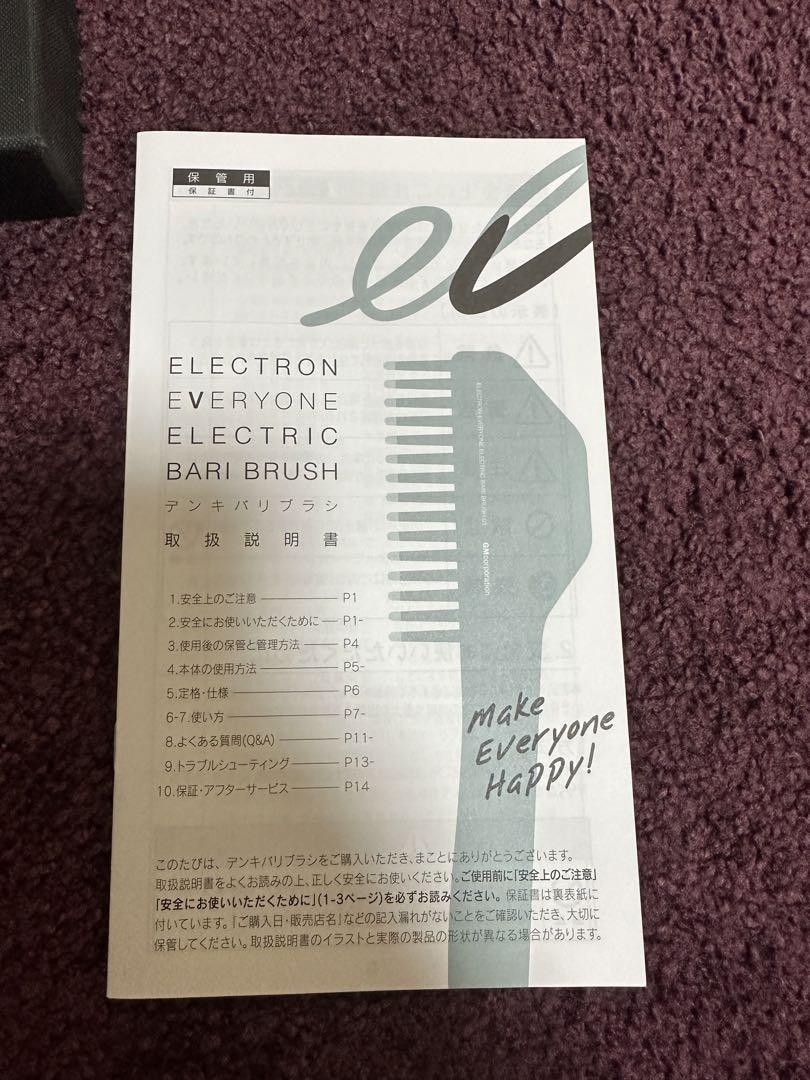 保管用
保証書付
ev
ELECTRON
EVERYONE
ELECTRIC
BARI BRUSH
デンキバリブラシ
取扱説明書
ELECTRON EVERYONE ELECTRIC BARI BRUSH 01 GM corporation
1.安全上のご注意 P1
2.安全にお使いいただくために P1-
3.使用後の保管と管理方法 P4
4.本体の使用方法 P5-
5.定格・仕様 P6
6-7.使い方 P7-
8.よくある質問(Q&A) P11-
9.トラブルシューティング P13-
10.保証・アフターサービス P14
Make
Everyone
Happy!
このたびは、デンキバリブラシをご購入いただき、まことにありがとうございます。
取扱説明書をよくお読みの上、正しく安全にお使いください。ご使用前に「安全上のご注意」
「安全にお使いいただくために」(1-3ページ)を必ずお読みください。保証書は裏表紙に
付いています。「ご購入日・販売店名」などの記入漏れがないことをご確認いただき、大切に
保管してください。取扱説明書のイラストと実際の製品の形状が異なる場合があります。